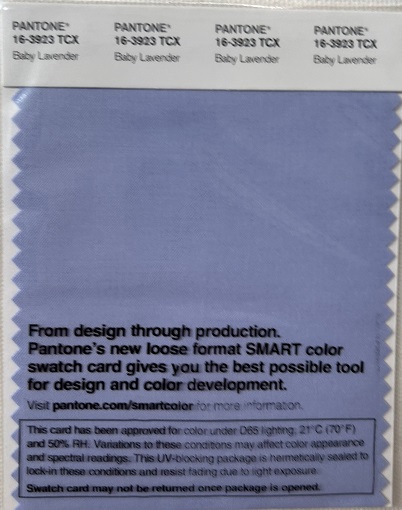 PANTONE® PANTONE® PANTONE® PANTONE®
16-3923 TCX 16-3923 TCX 16-3923 TCX 16-3923 TCX
Baby Lavender Baby Lavender Baby Lavender Baby Lavender
From design through production.
Pantone's new loose format SMART color
swatch card gives you the best possible tool
for design and color development.
Visit pantone.com/smartcolor for more information.
This card has been approved for color under D65 lighting, 21°C (70°F)
and 50% RH. Variations to these conditions may affect color appearance
and spectral readings. This UV-blocking package is hermetically sealed to
lock-in these conditions and resist fading due to light exposure.
Swatch card may not be returned once package is opened.